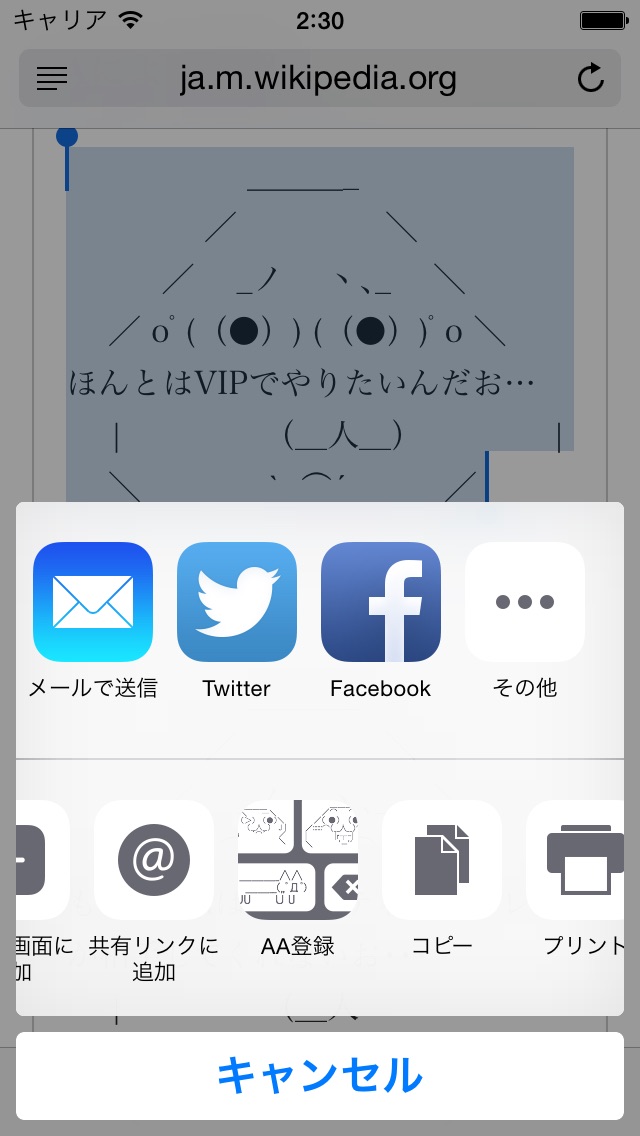 キャリア 2:30
ja.m.wikipedia.org
＿＿＿_
／　　　　＼
／　_ノ　ヽ､_　＼
／ oﾟ(（●）) (（●）)ﾟo ＼
ほんとはVIPでやりたいんだお…
|　　　　（__人__）　　　　|
＼　　　　｀ ⌒´　　　　／
メールで送信 Twitter Facebook その他
画面に 共有リンクに AA登録 コピー プリント
加 追加
キャンセル